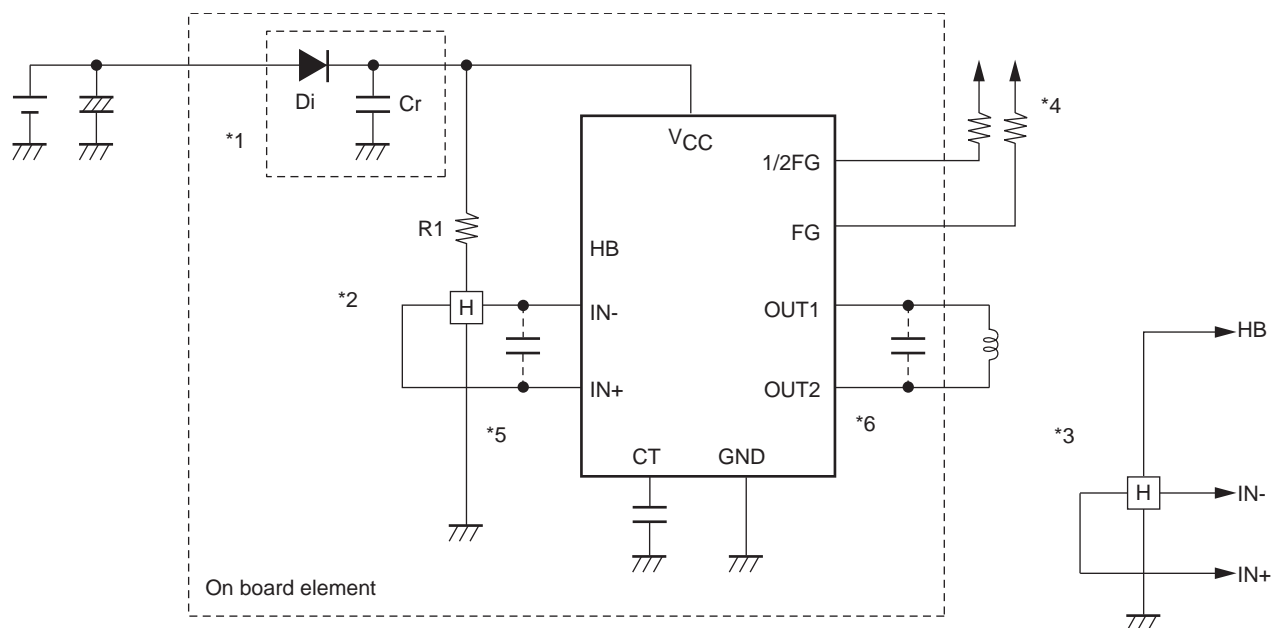 Di
Cr
*1
*4
VCC
1/2FG
R1
FG
HB
*2
H
IN-
OUT1
HB
IN+
OUT2
*5
*6
*3
CT
GND
H
IN-
On board element
IN+